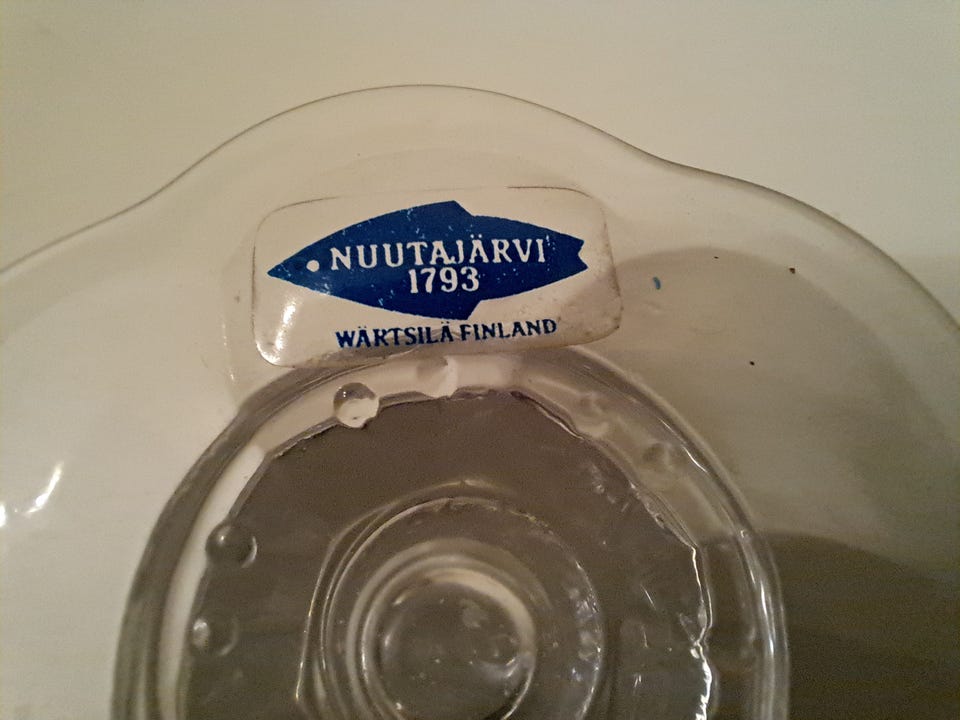 NUUTAJÄRVI
1793
WÄRTSILÄ FINLAND